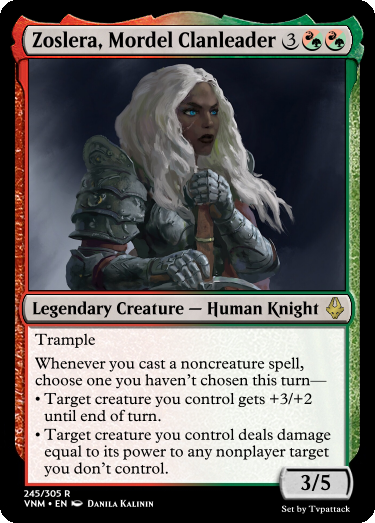 Zoslera, Mordel Clanleader 3
Legendary Creature — Human Knight
Trample
Whenever you cast a noncreature spell,
choose one you haven't chosen this turn—
• Target creature you control gets +3/+2
until end of turn.
• Target creature you control deals damage
equal to its power to any nonplayer target
you don't control.
3/5
245/305 R
VNM • EN Danila Kalinin
Set by Tvpattack